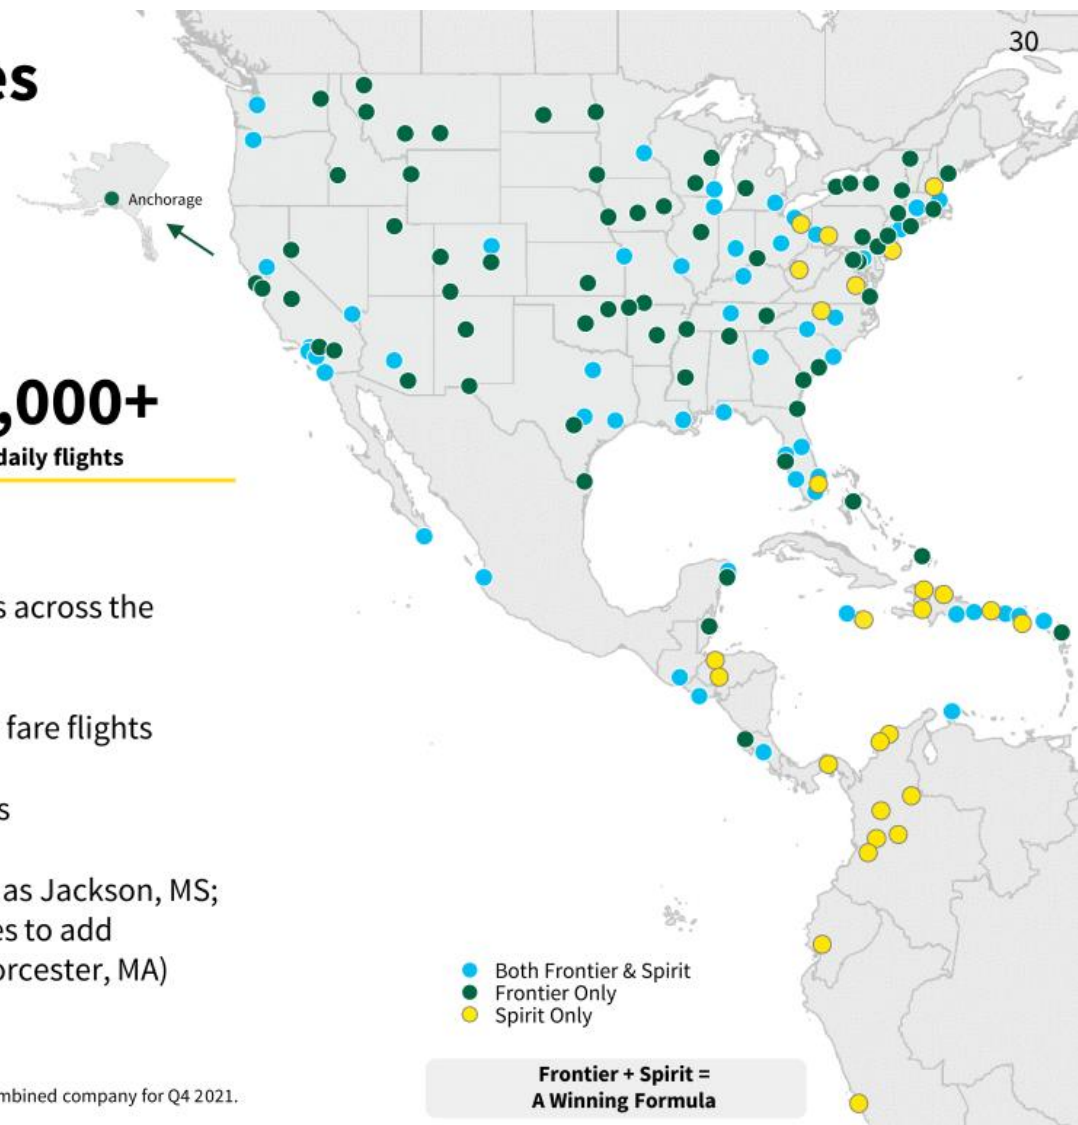 30
es
Anchorage
,000+
daily flights
s across the
fare flights
s
as Jackson, MS;
es to add
orcester, MA)
Both Frontier & Spirit
Frontier Only
Spirit Only
Frontier + Spirit =
A Winning Formula
mbined company for Q4 2021.